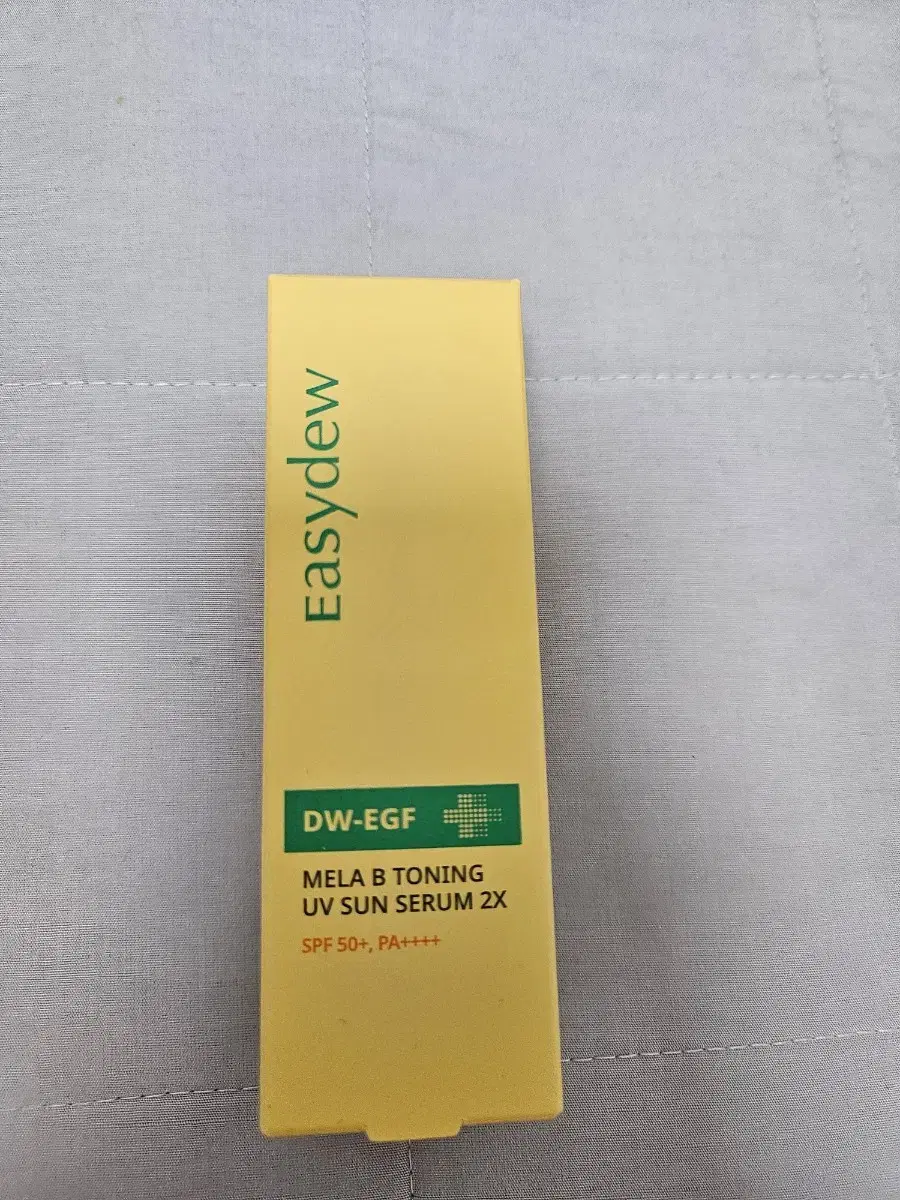 Easydew
DW-EGF
MELA B TONING
UV SUN SERUM 2X
SPF 50+, PA++++